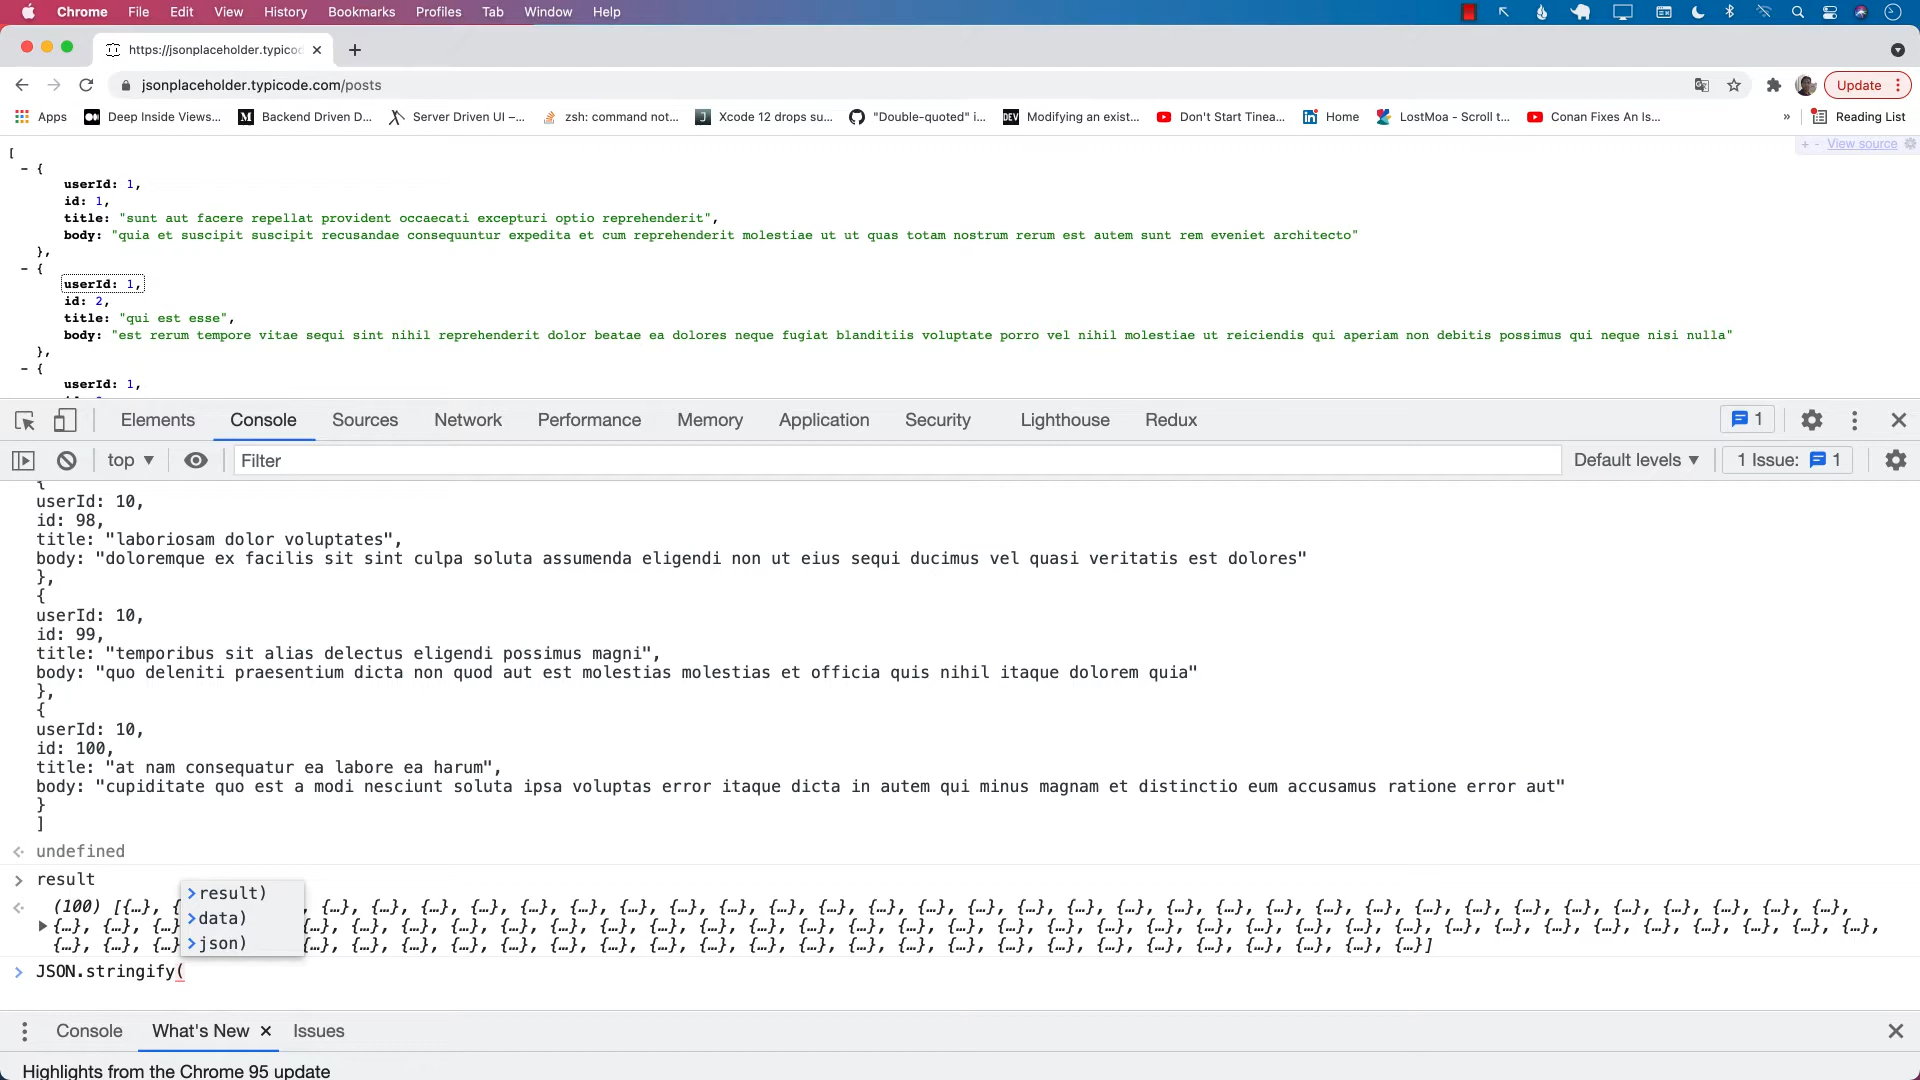 Chrome File Edit View History Bookmarks Profiles Tab Window Help
https://jsonplaceholder.typicod
jsonplaceholder.typicode.com/posts
Update
Apps Deep Inside Views... Backend Driven D... Server Driven UI –... zsh: command not... Xcode 12 drops su... "Double-quoted" i... DEV Modifying an exist... Don't Start Tinea... Home LostMoa - Scroll t... Conan Fixes An Is... » Reading List
+ - View source
[
- {
userId: 1,
id: 1,
title: "sunt aut facere repellat provident occaecati excepturi optio reprehenderit",
body: "quia et suscipit suscipit recusandae consequuntur expedita et cum reprehenderit molestiae ut ut quas totam nostrum rerum est autem sunt rem eveniet architecto"
},
- {
userId: 1,
id: 2,
title: "qui est esse",
body: "est rerum tempore vitae sequi sint nihil reprehenderit dolor beatae ea dolores neque fugiat blanditiis voluptate porro vel nihil molestiae ut reiciendis qui aperiam non debitis possimus qui neque nisi nulla"
},
- {
userId: 1,
Elements Console Sources Network Performance Memory Application Security Lighthouse Redux 1
top ▼ Filter Default levels ▼ 1 Issue: 1
{
userId: 10,
id: 98,
title: "laboriosam dolor voluptates",
body: "doloremque ex facilis sit sint culpa soluta assumenda eligendi non ut eius sequi ducimus vel quasi veritatis est dolores"
},
{
userId: 10,
id: 99,
title: "temporibus sit alias delectus eligendi possimus magni",
body: "quo deleniti praesentium dicta non quod aut est molestias molestias et officia quis nihil itaque dolorem quia"
},
{
userId: 10,
id: 100,
title: "at nam consequatur ea labore ea harum",
body: "cupiditate quo est a modi nesciunt soluta ipsa voluptas error itaque dicta in autem qui minus magnam et distinctio eum accusamus ratione error aut"
}
]
undefined
> result
(100) [{…}, {…}, {…}, {…}, {…}, {…}, {…}, {…}, {…}, {…}, {…}, {…}, {…}, {…}, {…}, {…}, {…}, {…}, {…}, {…}, {…}, {…}, {…}, {…}, {…}, {…}, {…}, {…}, {…}, {…}, {…}, {…},
{…}, {…}, {…}, {…}, {…}, {…}, {…}, {…}, {…}, {…}, {…}, {…}, {…}, {…}, {…}, {…}, {…}, {…}, {…}, {…}, {…}, {…}, {…}, {…}, {…}, {…}, {…}, {…}, {…}, {…}, {…}, {…}, {…},
{…}, {…}, {…}, {…}, {…}, {…}, {…}, {…}, {…}, {…}, {…}, {…}, {…}, {…}, {…}, {…}, {…}, {…}, {…}, {…}, {…}, {…}, {…}, {…}, {…}, {…}, {…}, {…}]
>result)
>data)
>json)
> JSON.stringify(
Console What's New × Issues
Highlights from the Chrome 95 update